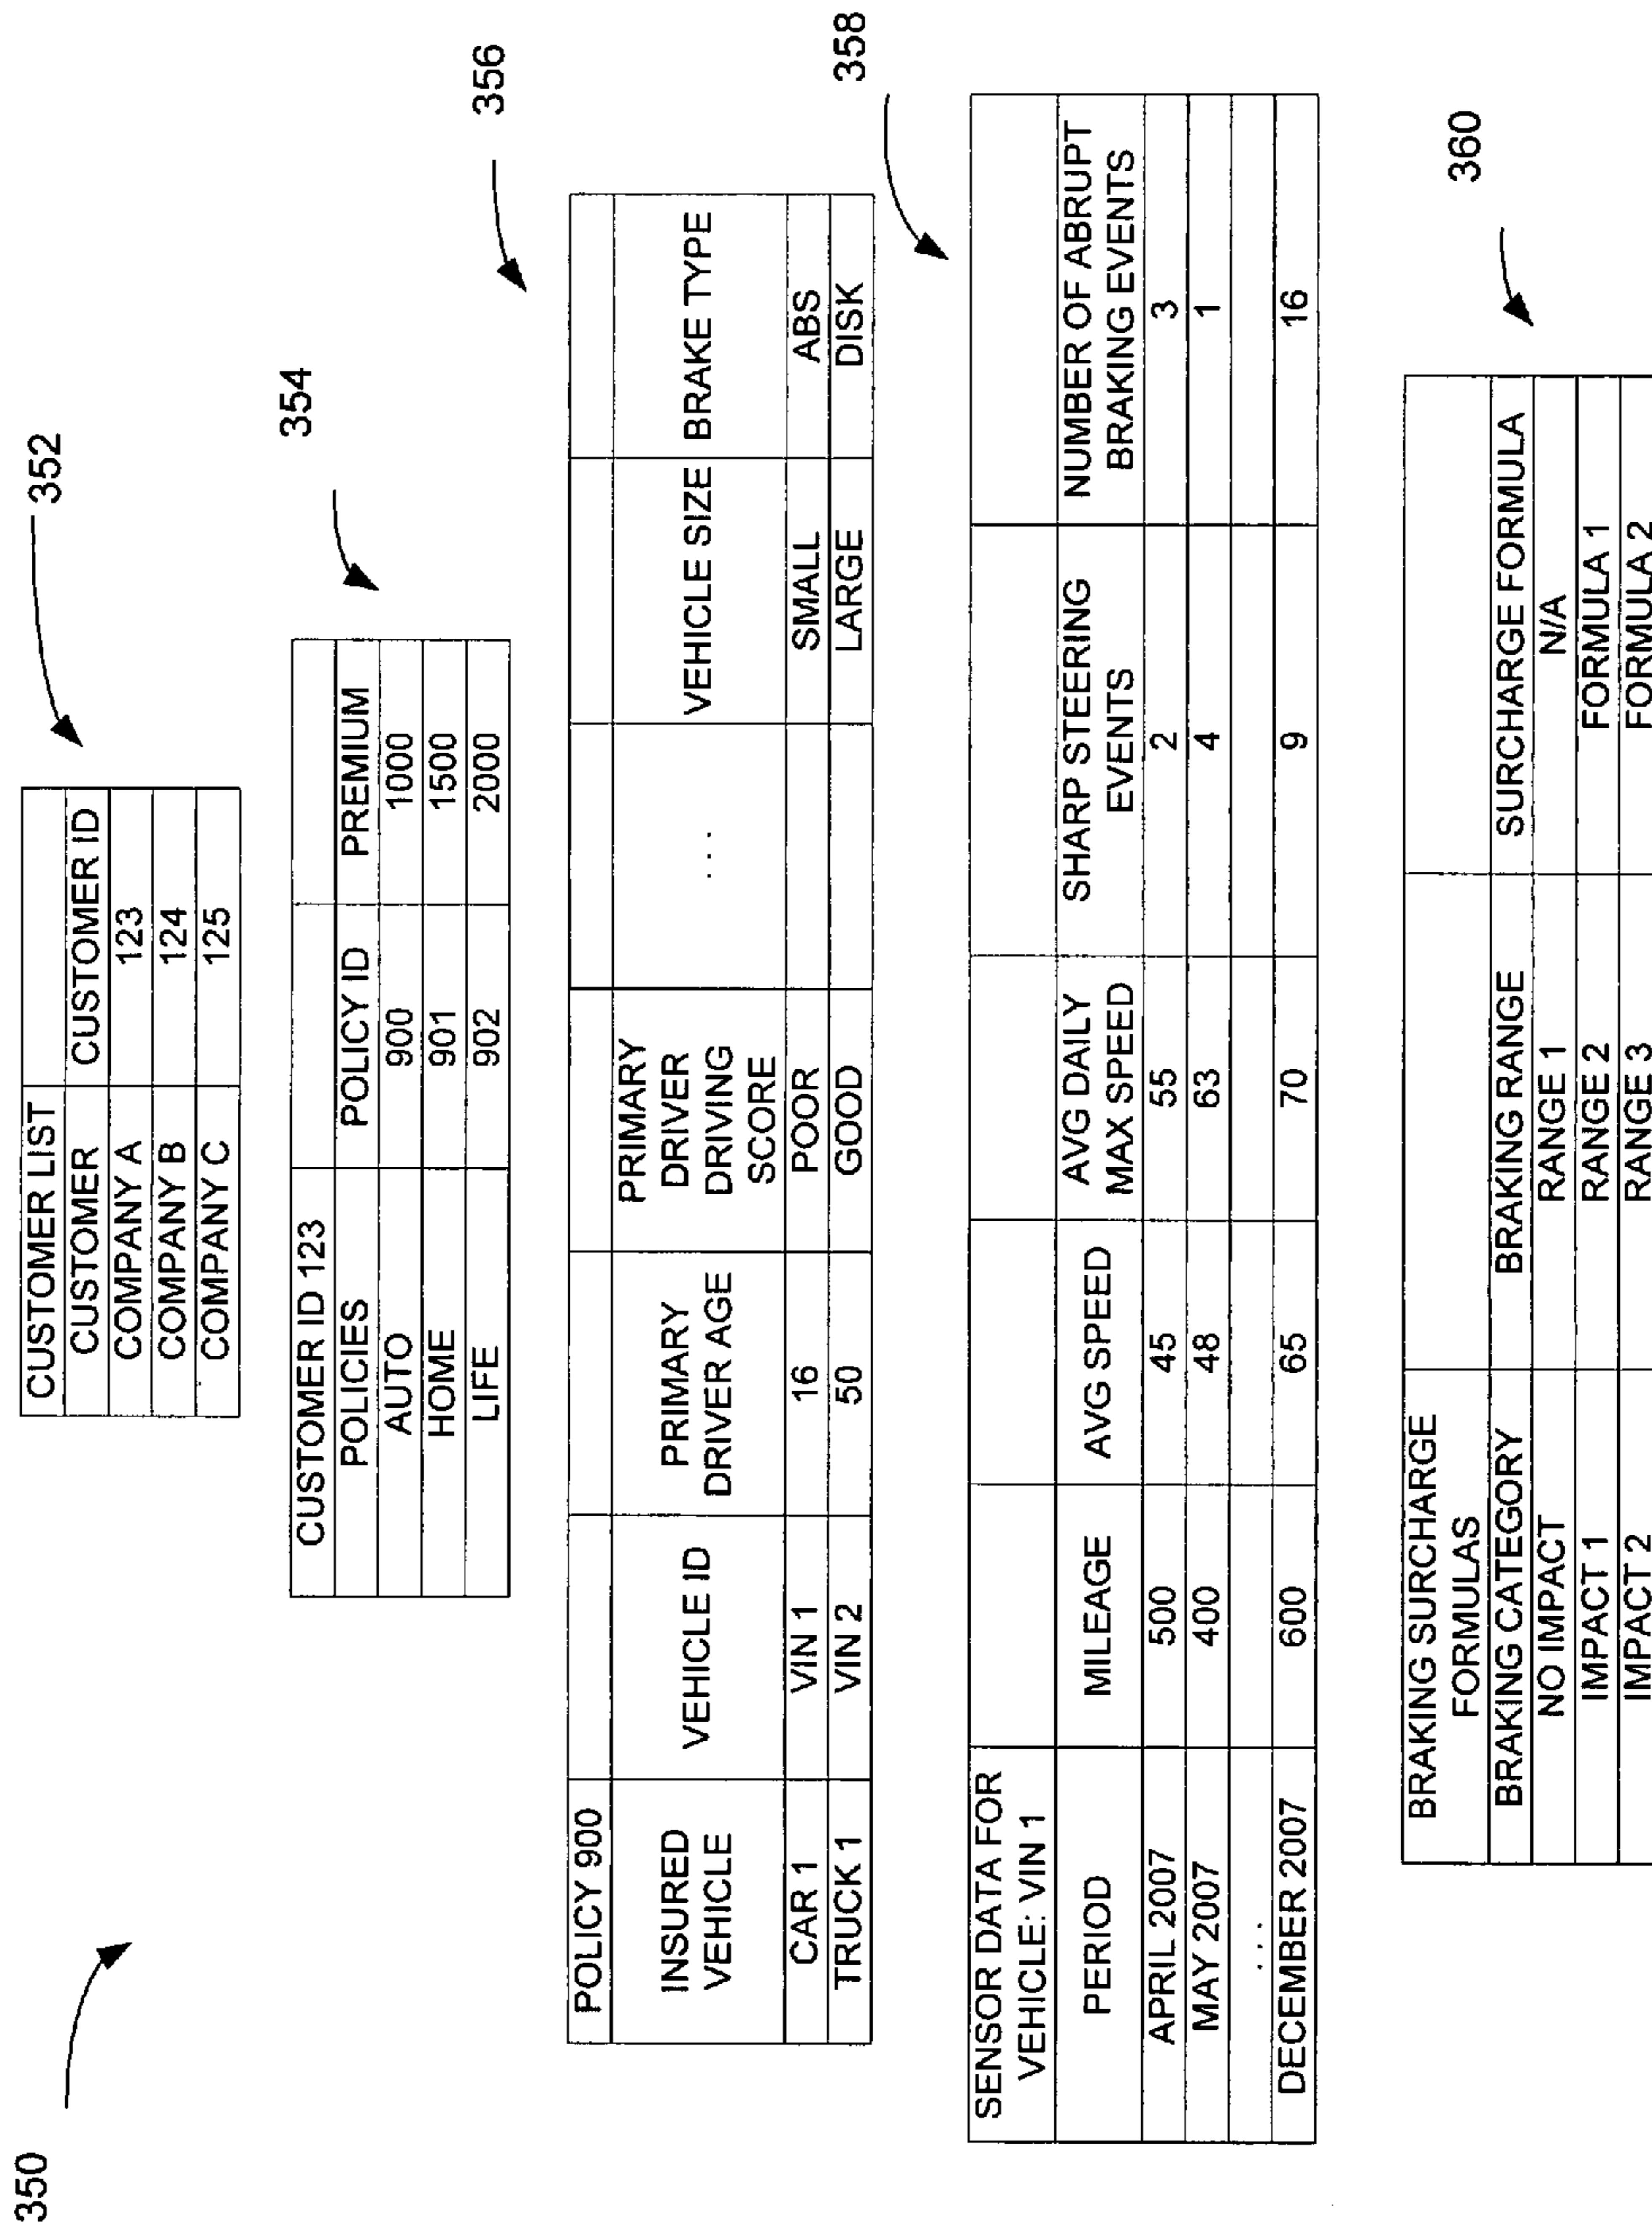 350
352
CUSTOMER LIST
CUSTOMER CUSTOMER ID
COMPANY A 123
COMPANY B 124
COMPANY C 125
354
CUSTOMER ID 123
POLICIES POLICY ID PREMIUM
AUTO 900 1000
HOME 901 1500
LIFE 902 2000
356
POLICY 900
INSURED VEHICLE VEHICLE ID PRIMARY DRIVER AGE PRIMARY DRIVER DRIVING SCORE ... VEHICLE SIZE BRAKE TYPE
CAR 1 VIN 1 16 POOR SMALL ABS
TRUCK 1 VIN 2 50 GOOD LARGE DISK
358
SENSOR DATA FOR
VEHICLE: VIN 1
PERIOD MILEAGE AVG SPEED AVG DAILY MAX SPEED SHARP STEERING EVENTS NUMBER OF ABRUPT BRAKING EVENTS
APRIL 2007 500 45 55 2 3
MAY 2007 400 48 63 4 1
...
DECEMBER 2007 600 65 70 9 16
360
BRAKING SURCHARGE
FORMULAS
BRAKING CATEGORY BRAKING RANGE SURCHARGE FORMULA
NO IMPACT RANGE 1 N/A
IMPACT 1 RANGE 2 FORMULA 1
IMPACT 2 RANGE 3 FORMULA 2